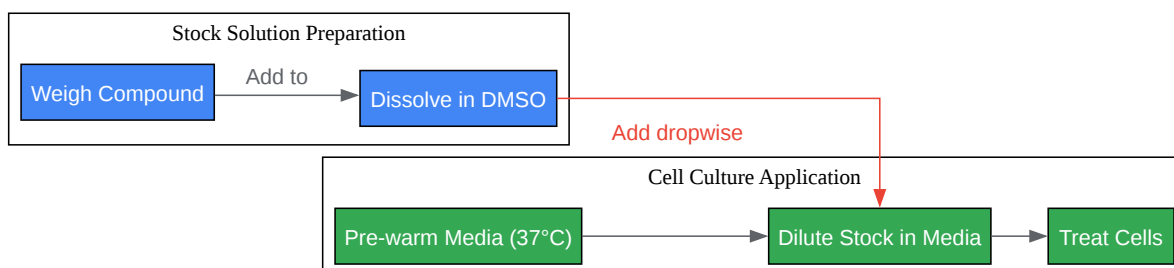 Stock Solution Preparation
Weigh Compound
Add to
Dissolve in DMSO
Add dropwise
Cell Culture Application
Pre-warm Media (37°C)
Dilute Stock in Media
Treat Cells